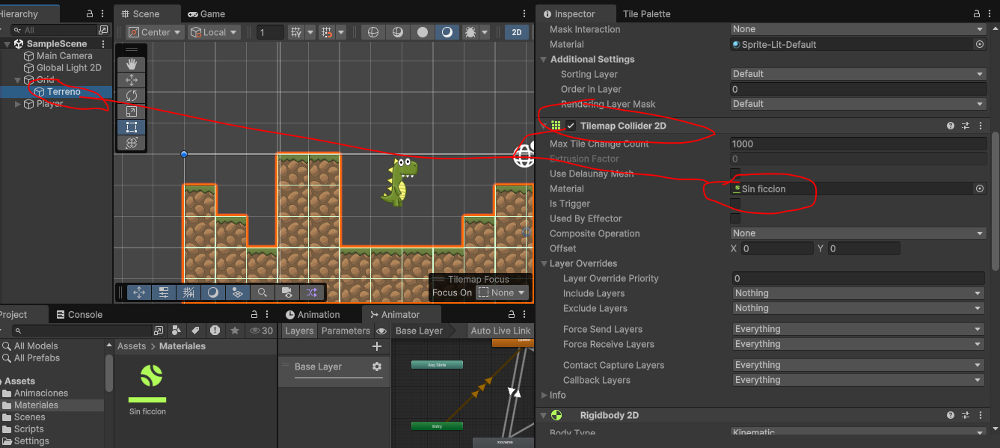 Hierarchy
All
SampleScene
Main Camera
Global Light 2D
Grid
Terreno
Player
Scene
Game
Center
Local
1
2D
Tilemap Focus
Focus On
None
Inspector
Tile Palette
Mask Interaction
None
Material
Sprite-Lit-Default
Additional Settings
Sorting Layer
Default
Order in Layer
0
Rendering Layer Mask
Default
Tilemap Collider 2D
Max Tile Change Count
1000
Extrusion Factor
0
Use Delaunay Mesh
Material
Sin ficcion
Is Trigger
Used By Effector
Composite Operation
None
Offset
X 0 Y 0
Layer Overrides
Layer Override Priority
0
Include Layers
Nothing
Exclude Layers
Nothing
Force Send Layers
Everything
Force Receive Layers
Everything
Contact Capture Layers
Everything
Callback Layers
Everything
Info
Rigidbody 2D
Body Type
Kinematic
Project
Console
30
All Models
All Prefabs
Assets
Animaciones
Materiales
Scenes
Scripts
Settings
Assets > Materiales
Sin ficcion
Animation
Animator
Layers
Parameters
Base Layer
Auto Live Link
Base Layer
Any State
Entry